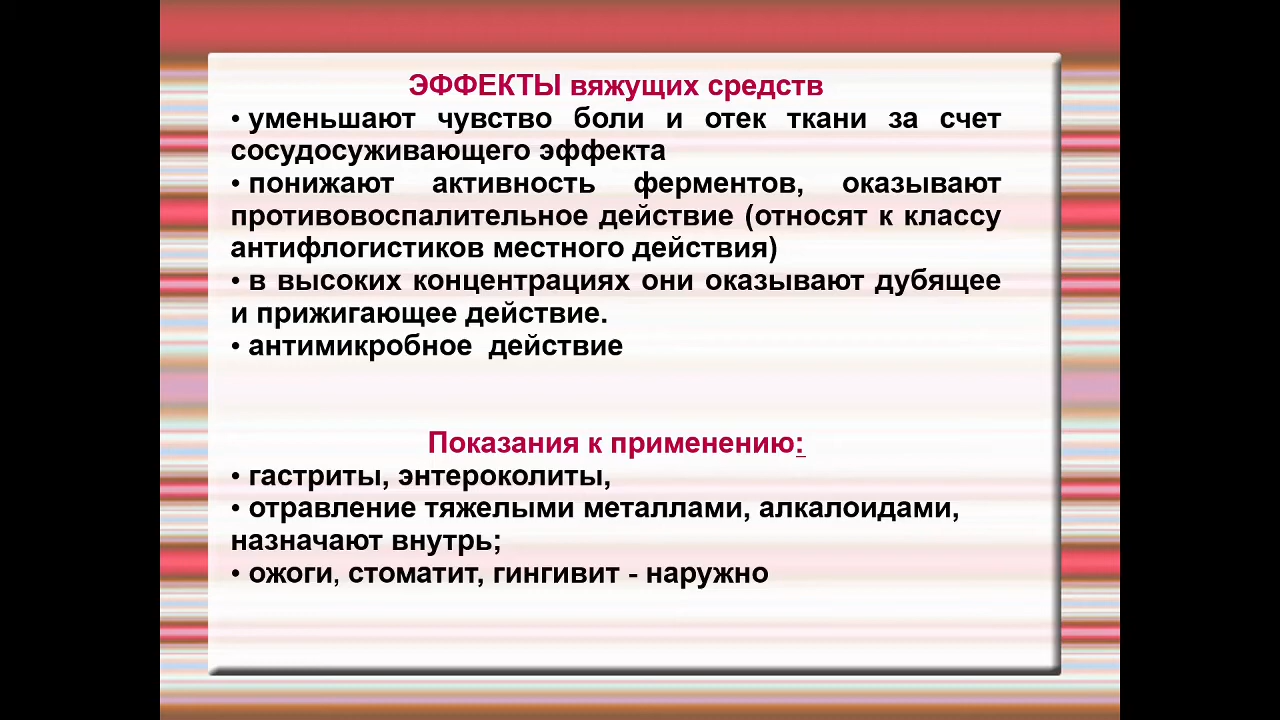 ЭФФЕКТЫ вяжущих средств
• уменьшают чувство боли и отек ткани за счет
сосудосуживающего эффекта
• понижают активность ферментов, оказывают
противовоспалительное действие (относят к классу
антифлогистиков местного действия)
• в высоких концентрациях они оказывают дубящее
и прижигающее действие.
• антимикробное действие
Показания к применению:
• гастриты, энтероколиты,
• отравление тяжелыми металлами, алкалоидами,
назначают внутрь;
• ожоги, стоматит, гингивит - наружно